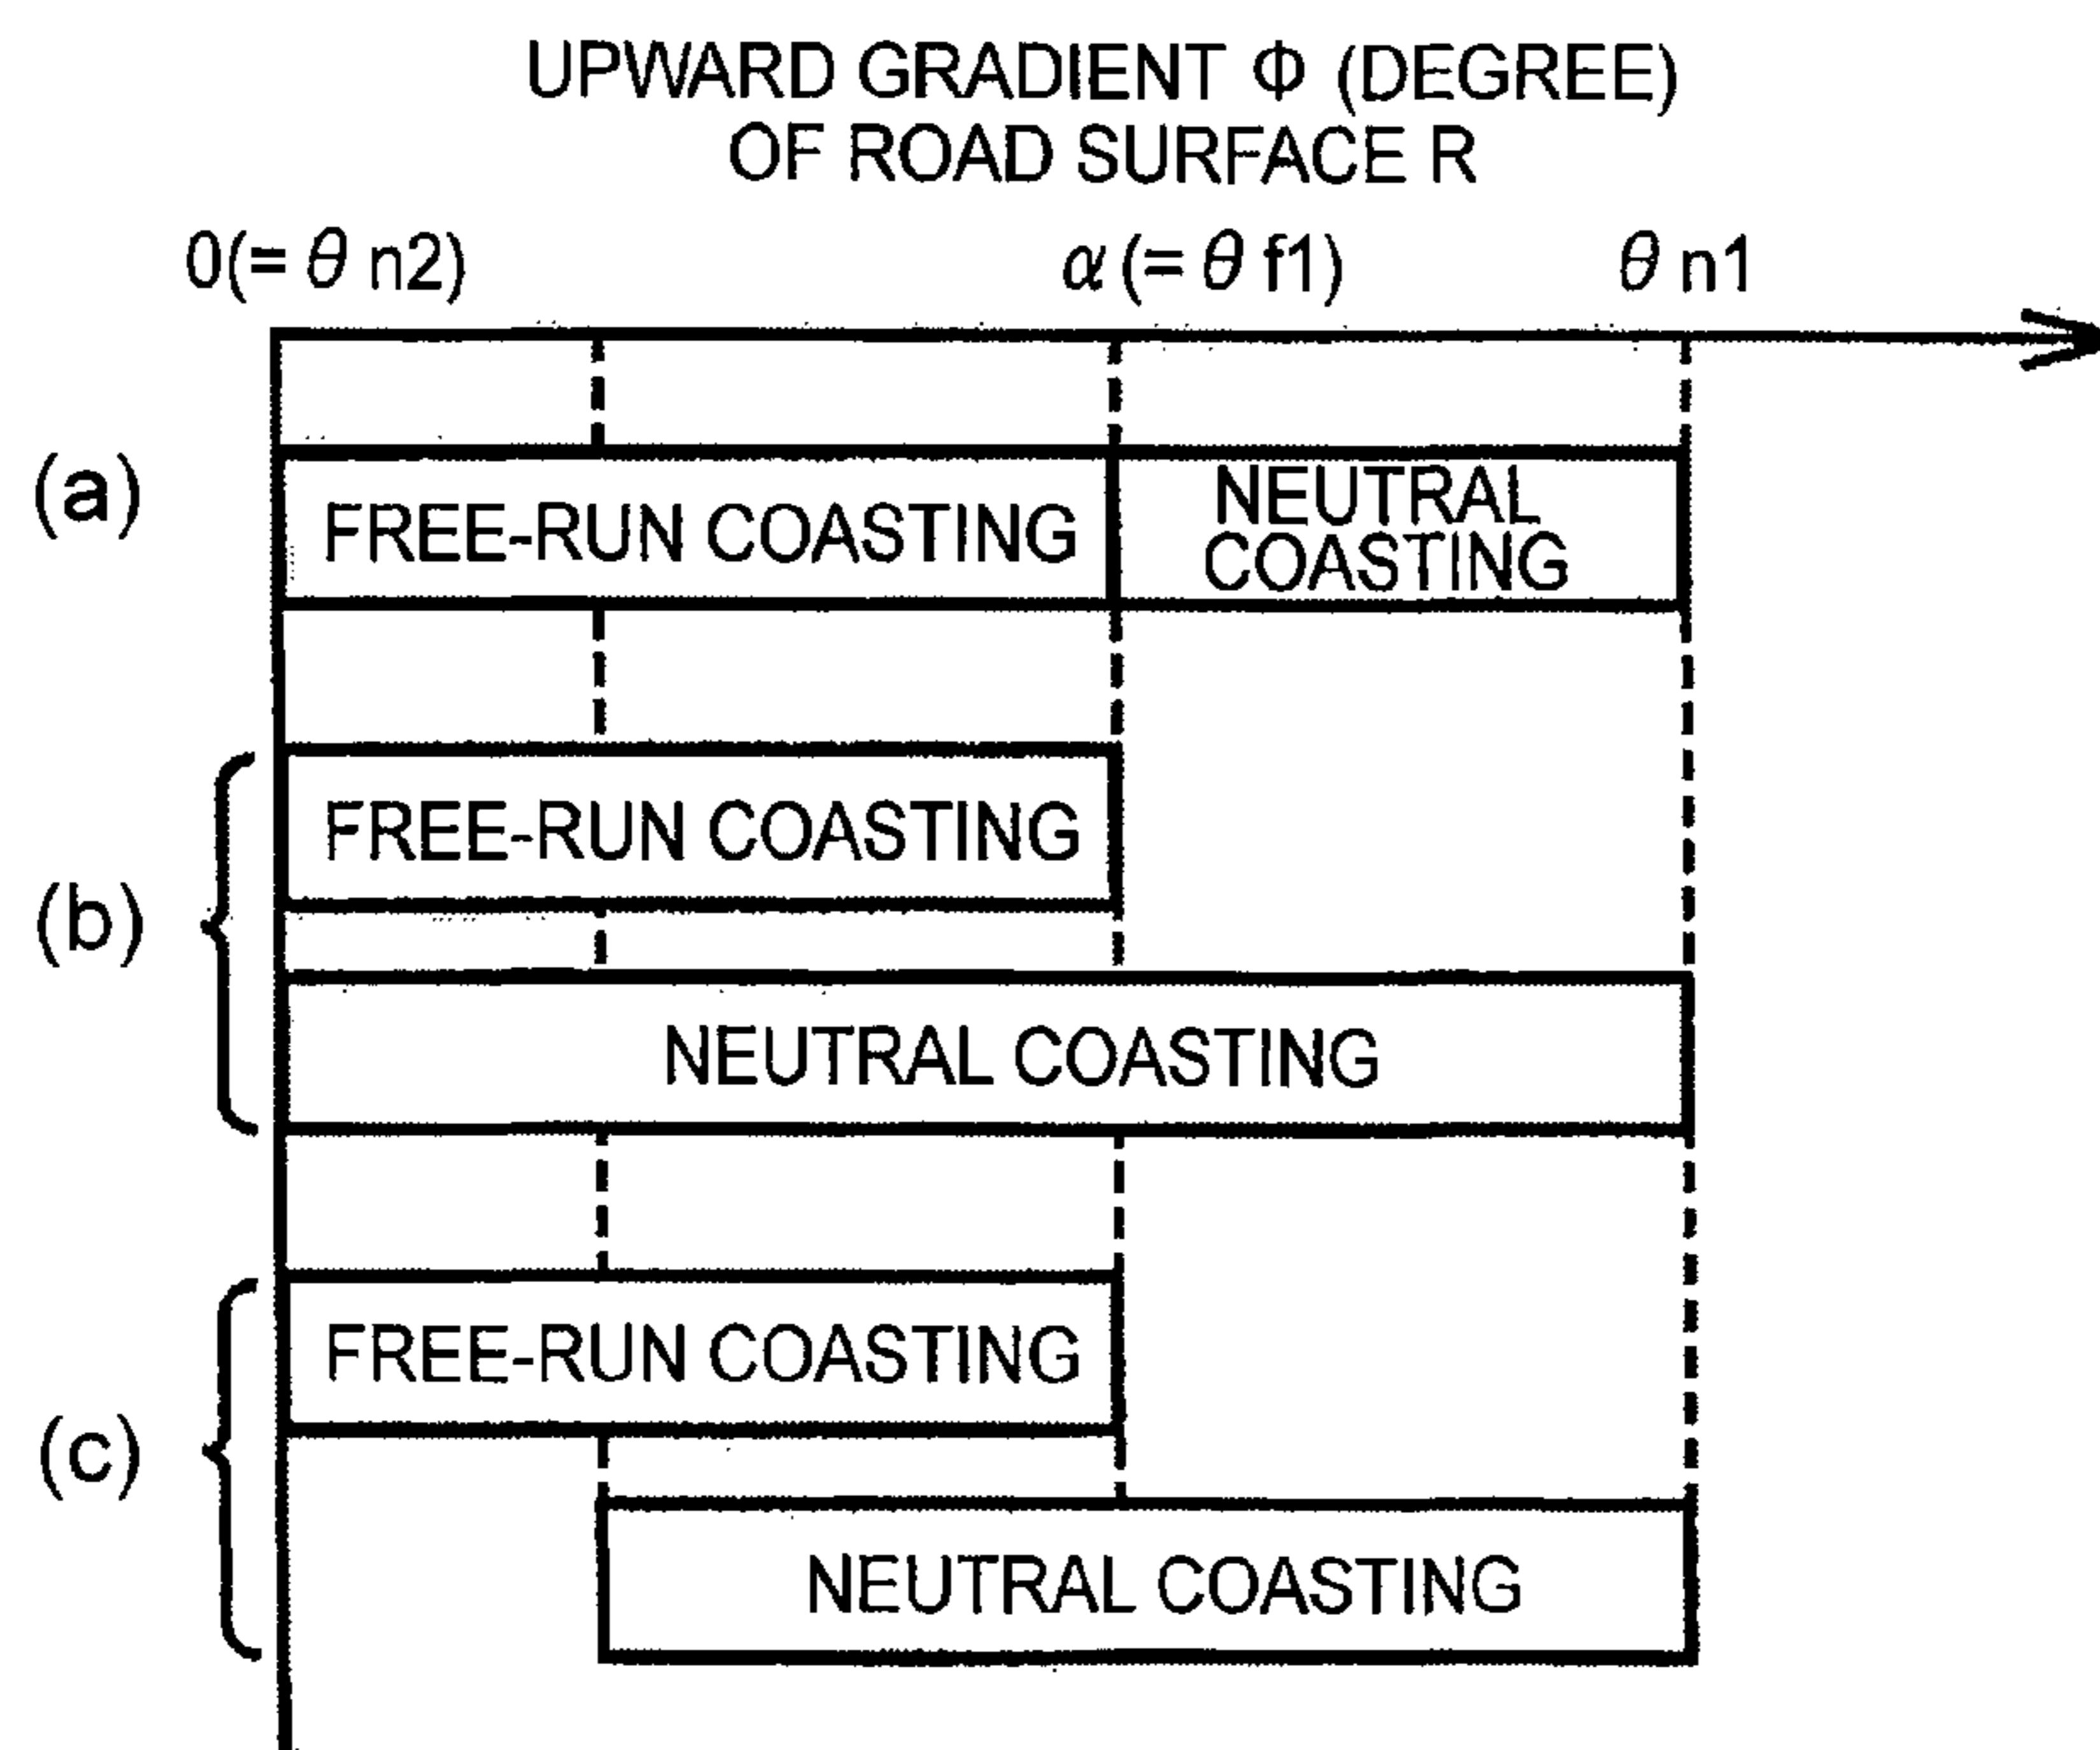 UPWARD GRADIENT Φ (DEGREE)
OF ROAD SURFACE R
0(= θ n2)
α (= θ f1)
θ n1
(a)
FREE-RUN COASTING
NEUTRAL
COASTING
(b)
FREE-RUN COASTING
NEUTRAL COASTING
(c)
FREE-RUN COASTING
NEUTRAL COASTING